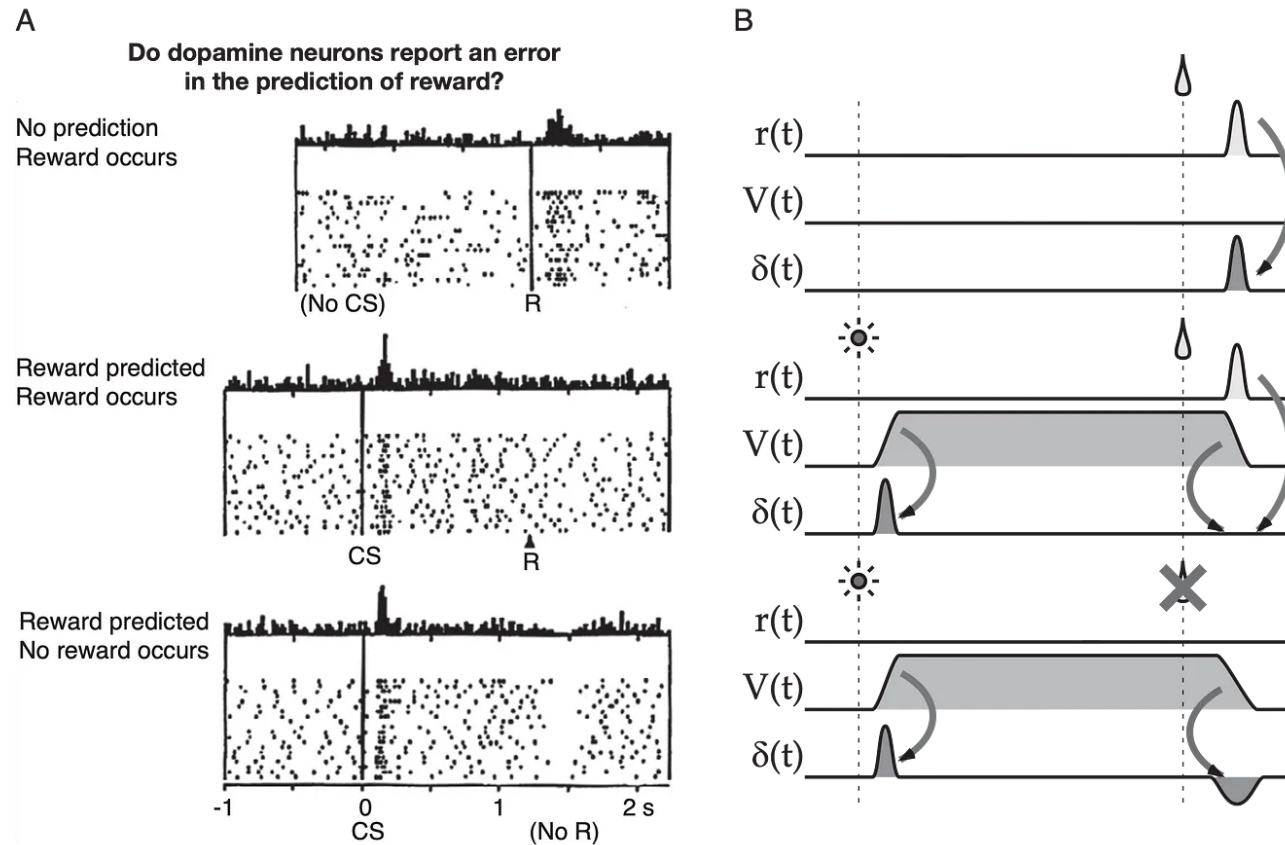 A
Do dopamine neurons report an error
in the prediction of reward?
No prediction
Reward occurs
(No CS) R
Reward predicted
Reward occurs
CS R
Reward predicted
No reward occurs
-1 0 1 2 s
CS (No R)
B
r(t)
V(t)
δ(t)
r(t)
V(t)
δ(t)
r(t)
V(t)
δ(t)